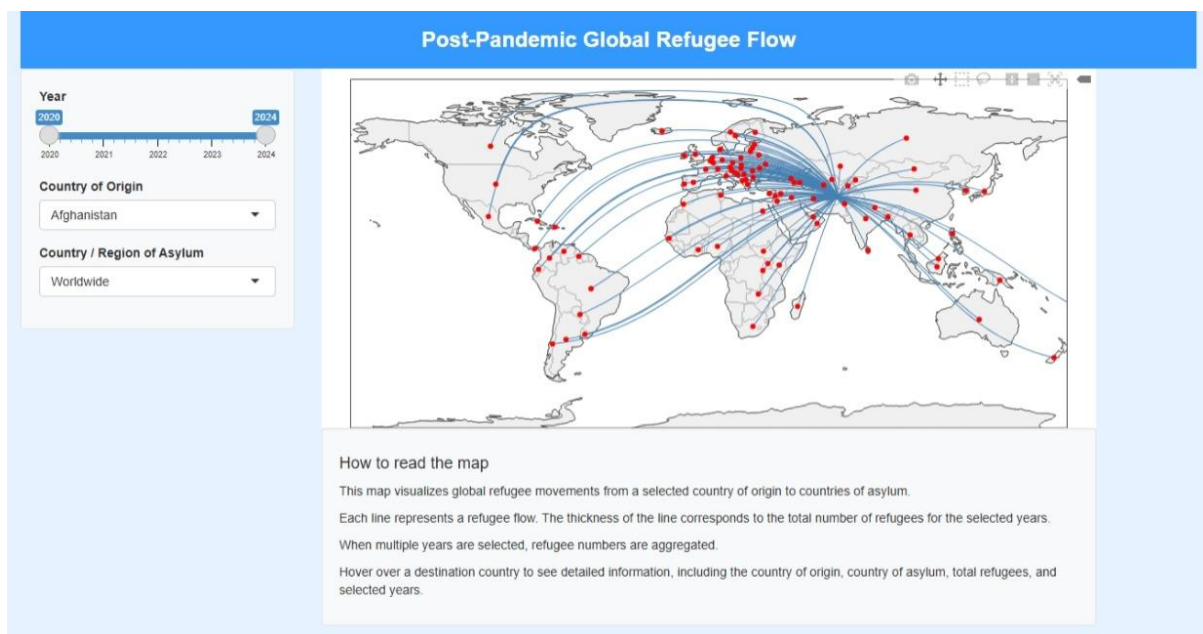 Post-Pandemic Global Refugee Flow
Year
2020
2024
2020
2021
2022
2023
2024
Country of Origin
Afghanistan
Country / Region of Asylum
Worldwide
How to read the map
This map visualizes global refugee movements from a selected country of origin to countries of asylum.
Each line represents a refugee flow. The thickness of the line corresponds to the total number of refugees for the selected years.
When multiple years are selected, refugee numbers are aggregated.
Hover over a destination country to see detailed information, including the country of origin, country of asylum, total refugees, and
selected years.